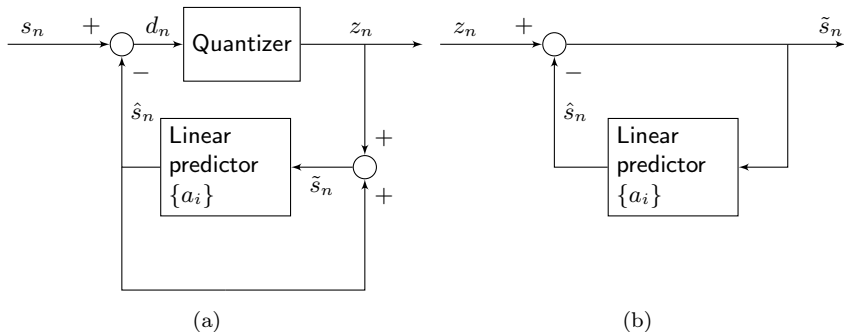 s_n + d_n Quantizer z_n
−
ŝ_n
Linear
predictor
{a_i}
+
s̃_n
+
(a)
z_n + s̃_n
−
ŝ_n
Linear
predictor
{a_i}
(b)